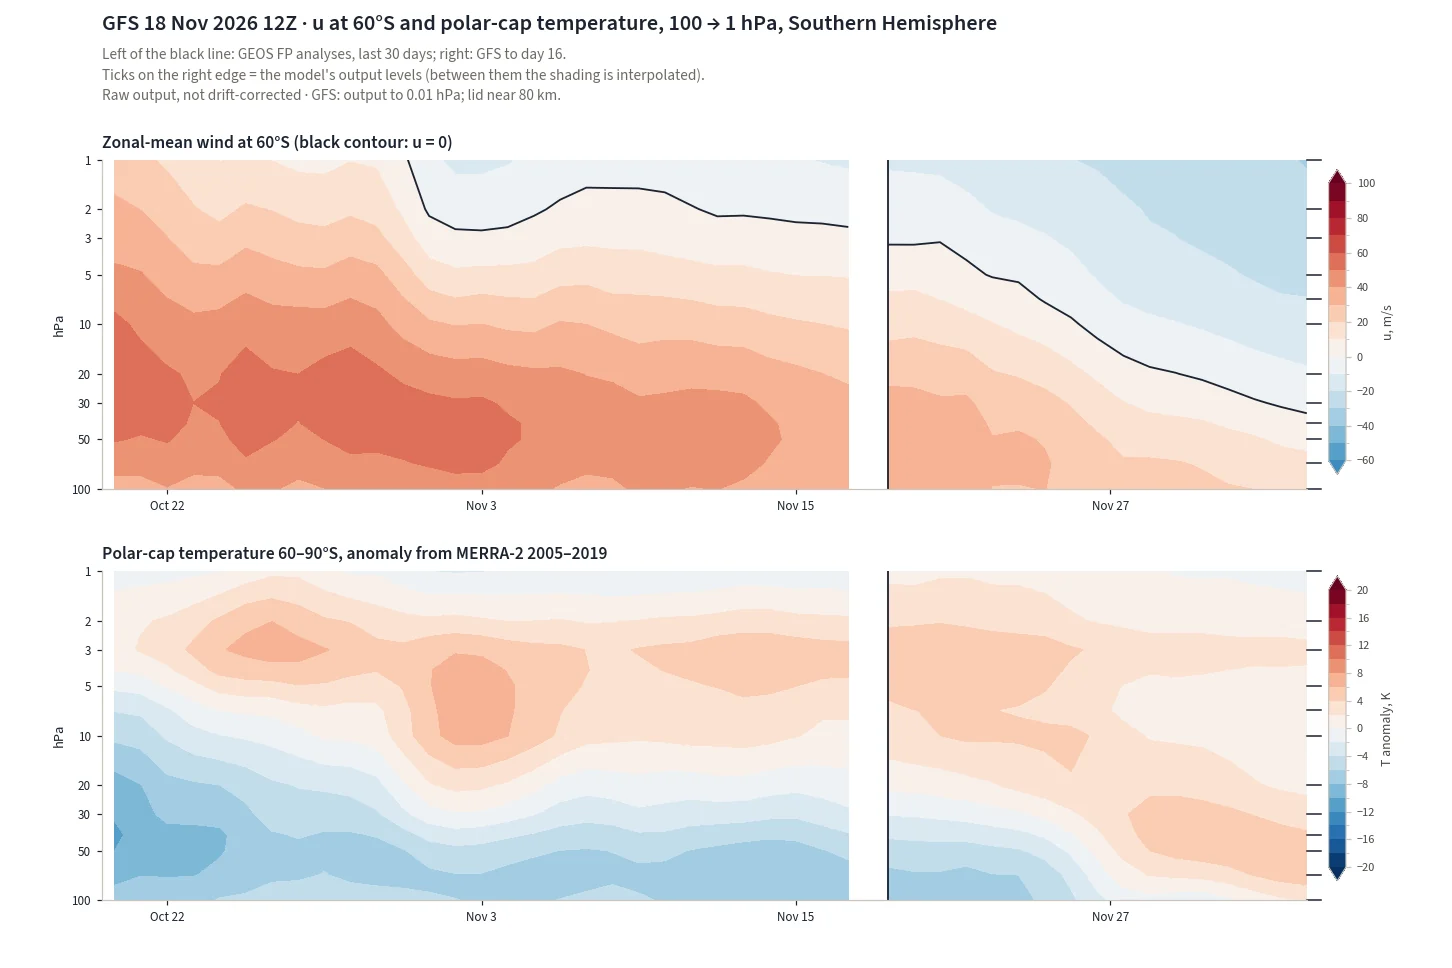 GFS 18 Nov 2026 12Z · u at 60°S and polar-cap temperature, 100 → 1 hPa, Southern Hemisphere
Left of the black line: GEOS FP analyses, last 30 days; right: GFS to day 16.
Ticks on the right edge = the model's output levels (between them the shading is interpolated).
Raw output, not drift-corrected · GFS: output to 0.01 hPa; lid near 80 km.
Zonal-mean wind at 60°S (black contour: u = 0)
hPa
1
2
3
5
10
20
30
50
100
Oct 22
Nov 3
Nov 15
Nov 27
100
80
60
40
20
0
−20
−40
−60
u, m/s
Polar-cap temperature 60–90°S, anomaly from MERRA-2 2005–2019
hPa
1
2
3
5
10
20
30
50
100
Oct 22
Nov 3
Nov 15
Nov 27
20
16
12
8
4
0
−4
−8
−12
−16
−20
T anomaly, K